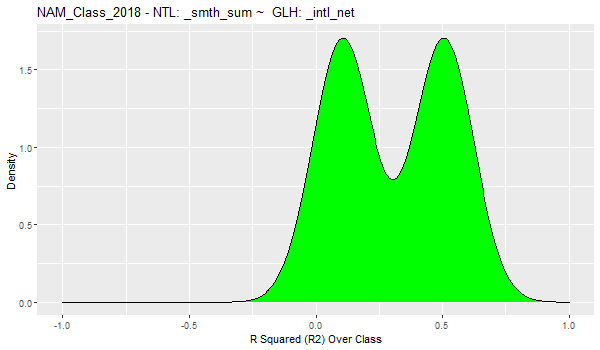 NAM_Class_2018 - NTL: _smth_sum ~  GLH: _intl_net
Density
1.5
1.0
0.5
0.0
-1.0 -0.5 0.0 0.5 1.0
R Squared (R2) Over Class